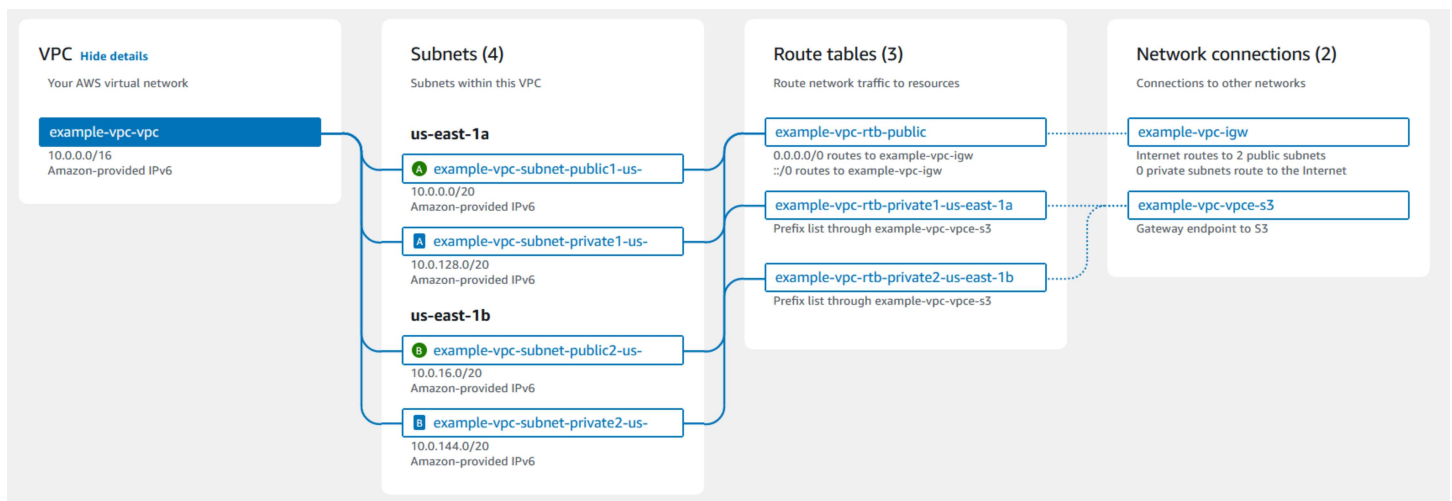 VPC Hide details
Your AWS virtual network
example-vpc-vpc
10.0.0.0/16
Amazon-provided IPv6
Subnets (4)
Subnets within this VPC
us-east-1a
A example-vpc-subnet-public1-us-
10.0.0.0/20
Amazon-provided IPv6
A example-vpc-subnet-private1-us-
10.0.128.0/20
Amazon-provided IPv6
us-east-1b
B example-vpc-subnet-public2-us-
10.0.16.0/20
Amazon-provided IPv6
B example-vpc-subnet-private2-us-
10.0.144.0/20
Amazon-provided IPv6
Route tables (3)
Route network traffic to resources
example-vpc-rtb-public
0.0.0.0/0 routes to example-vpc-igw
::/0 routes to example-vpc-igw
example-vpc-rtb-private1-us-east-1a
Prefix list through example-vpc-vpce-s3
example-vpc-rtb-private2-us-east-1b
Prefix list through example-vpc-vpce-s3
Network connections (2)
Connections to other networks
example-vpc-igw
Internet routes to 2 public subnets
0 private subnets route to the Internet
example-vpc-vpce-s3
Gateway endpoint to S3